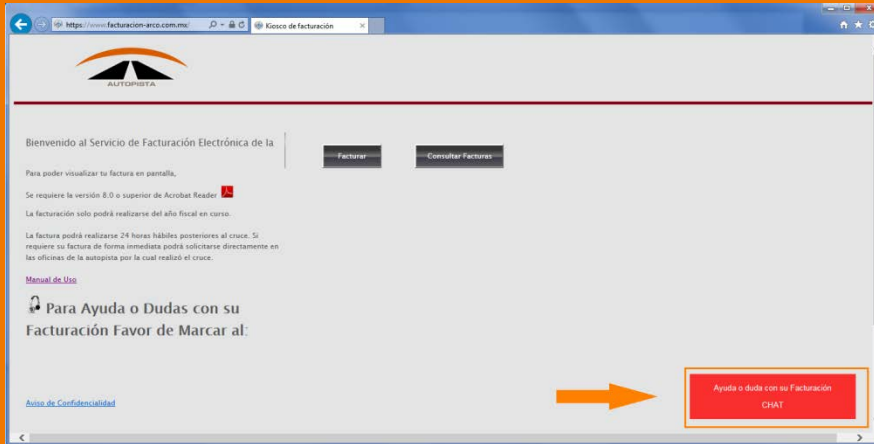 https://www.facturacion-arco.com.mx/
Kiosco de facturación
AUTOPISTA
Bienvenido al Servicio de Facturación Electrónica de la
Facturar
Consultar Facturas
Para poder visualizar tu factura en pantalla,
Se requiere la versión 8.0 o superior de Acrobat Reader
La facturación solo podrá realizarse del año fiscal en curso.
La factura podrá realizarse 24 horas hábiles posteriores al cruce. Si
requiere su factura de forma inmediata podrá solicitarse directamente en
las oficinas de la autopista por la cual realizó el cruce.
Manual de Uso
Para Ayuda o Dudas con su
Facturación Favor de Marcar al:
Ayuda o duda con su Facturación
CHAT
Aviso de Confidencialidad